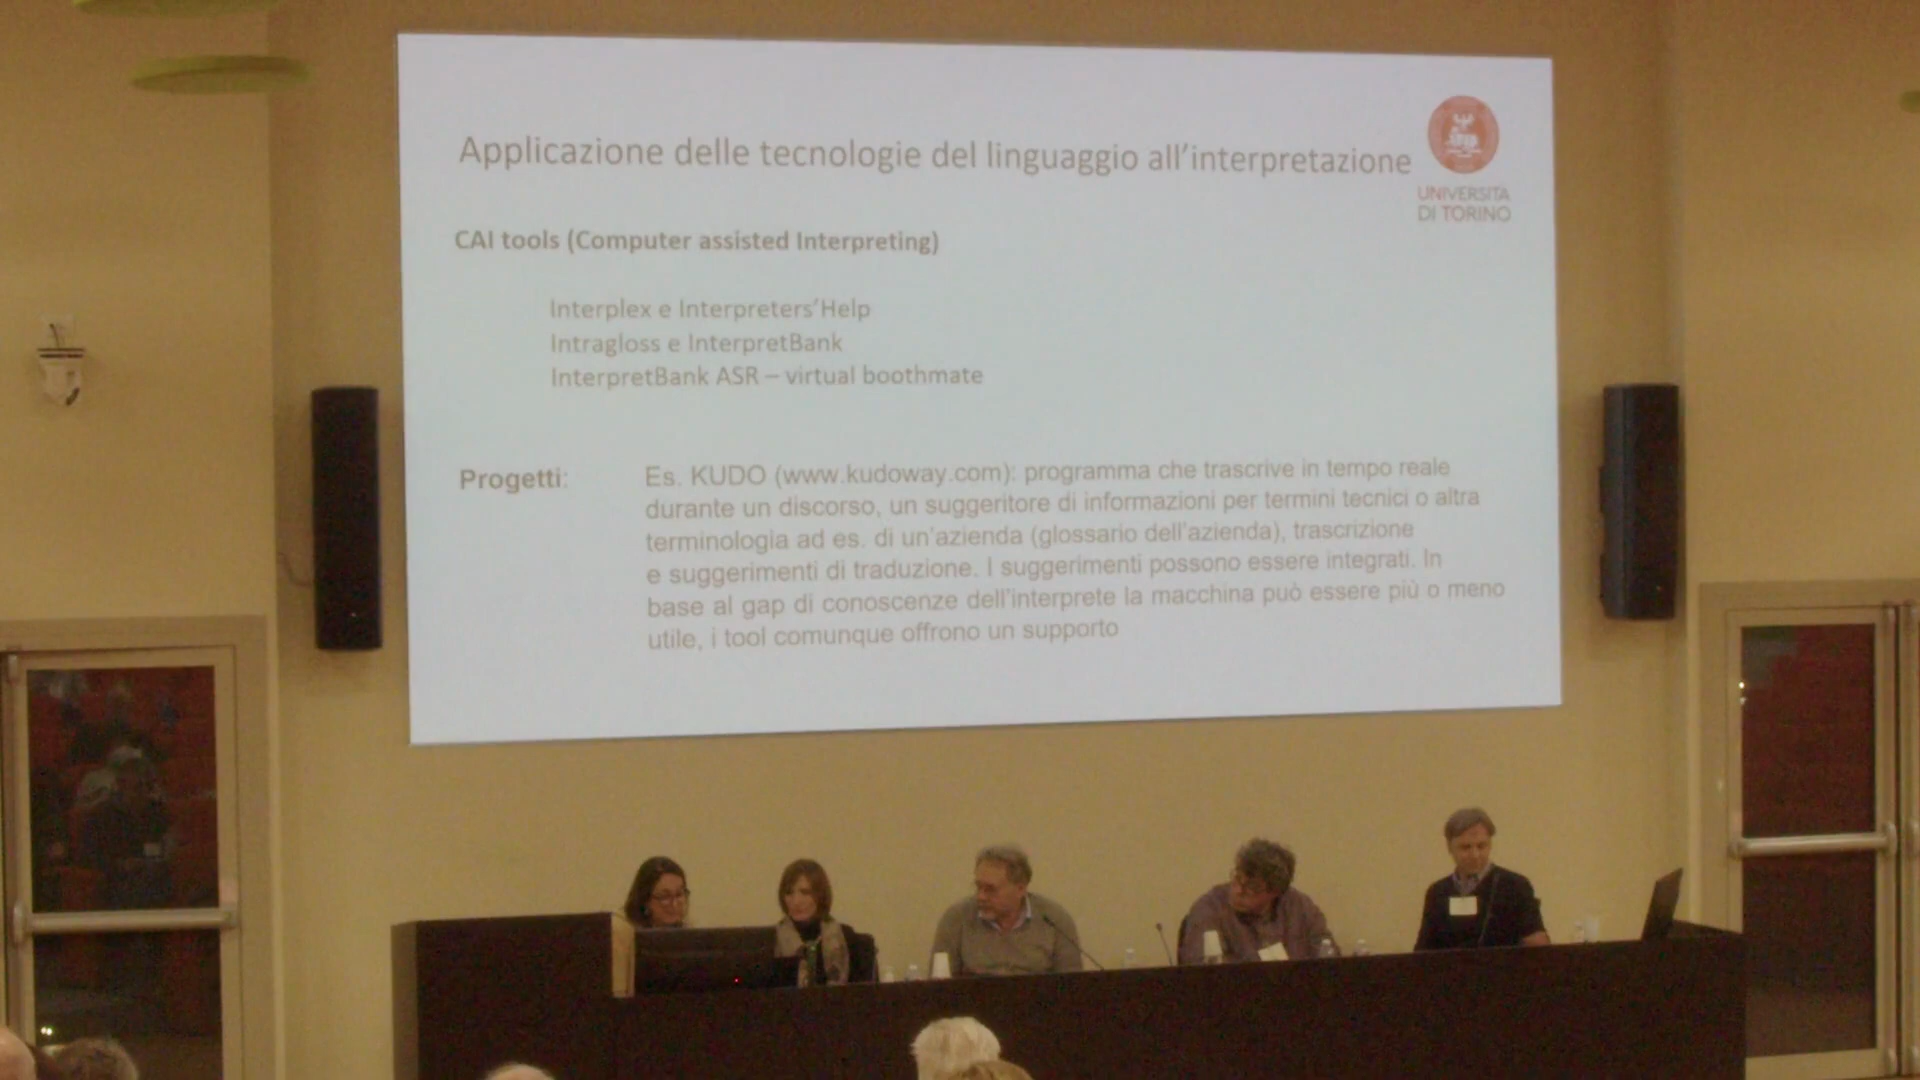 Applicazione delle tecnologie del linguaggio all'interpretazione
UNIVERSITA
DI TORINO
CAI tools (Computer assisted Interpreting)
Interplex e Interpreters'Help
Intragloss e InterpretBank
InterpretBank ASR – virtual boothmate
Progetti: Es. KUDO (www.kudoway.com): programma che trascrive in tempo reale
durante un discorso, un suggeritore di informazioni per termini tecnici o altra
terminologia ad es. di un'azienda (glossario dell'azienda), trascrizione
e suggerimenti di traduzione. I suggerimenti possono essere integrati. In
base al gap di conoscenze dell'interprete la macchina può essere più o meno
utile, i tool comunque offrono un supporto